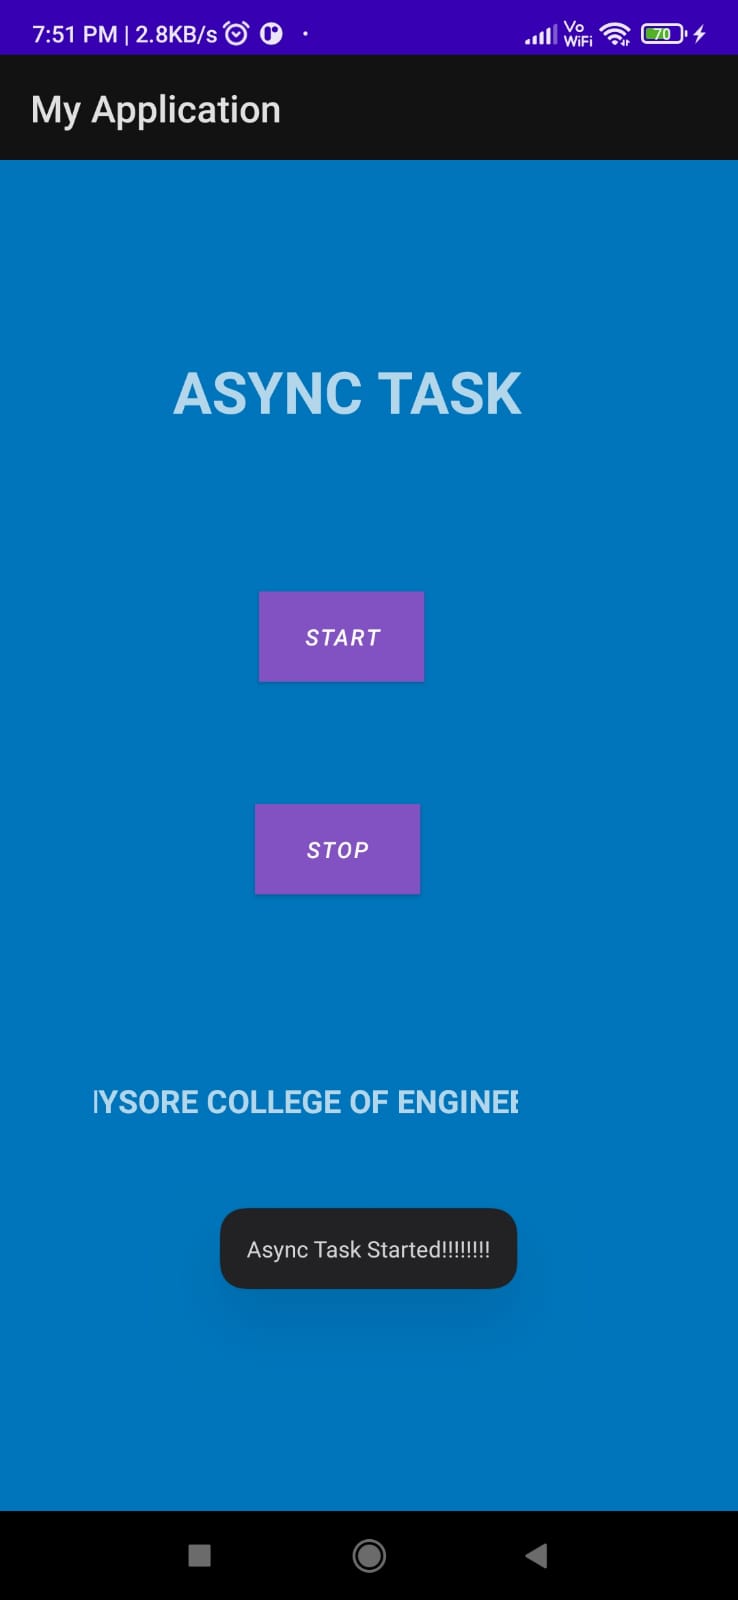 7:51 PM | 2.8KB/s
Vo
WiFi
70
My Application
ASYNC TASK
START
STOP
YSORE COLLEGE OF ENGINEE
Async Task Started!!!!!!!!